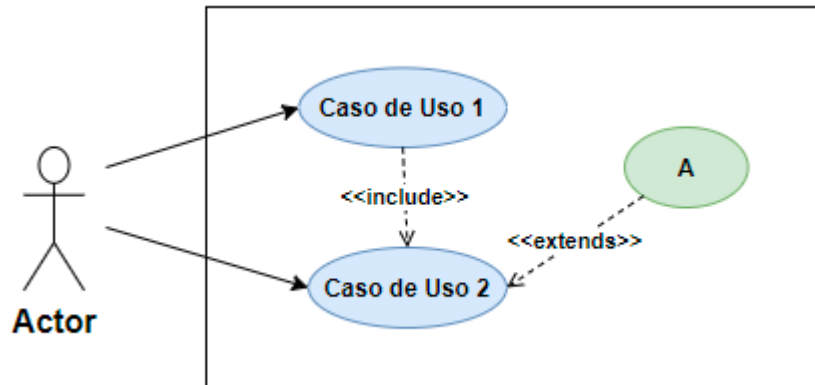 Caso de Uso 1
A
<<include>>
<<extends>>
Caso de Uso 2
Actor